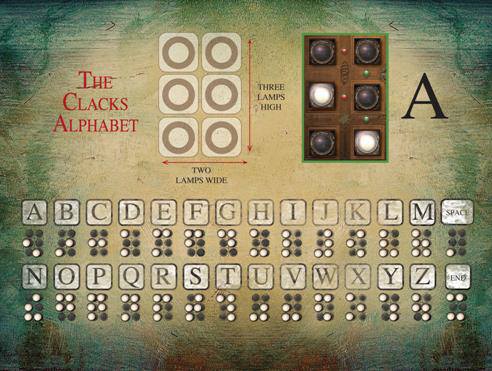 THE
CLACKS
ALPHABET
THREE
LAMPS
HIGH
TWO
LAMPS WIDE
A
A B C D E F G H I J K L M SPACE
N O P Q R S T U V W X Y Z END